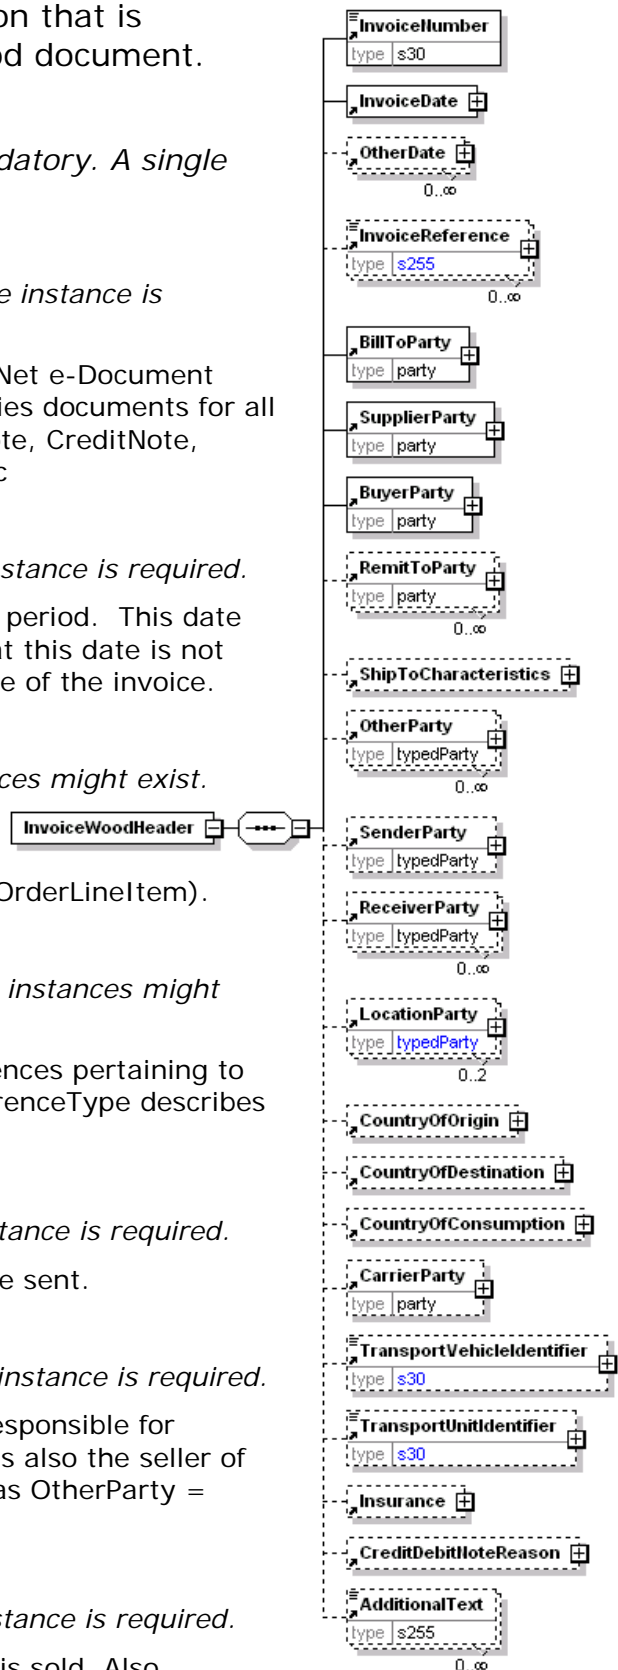 on that is
od document.
datory. A single
e instance is
Net e-Document
ies documents for all
ote, CreditNote,
c
stance is required.
period. This date
at this date is not
e of the invoice.
ces might exist.
OrderLineItem).
instances might
ences pertaining to
renceType describes
tance is required.
e sent.
instance is required.
esponsible for
s also the seller of
as OtherParty =
stance is required.
is sold. Also
InvoiceWoodHeader
InvoiceNumber
type s30
InvoiceDate
OtherDate
0..∞
InvoiceReference
type s255
0..∞
BillToParty
type party
SupplierParty
type party
BuyerParty
type party
RemitToParty
type party
0..∞
ShipToCharacteristics
OtherParty
type typedParty
0..∞
SenderParty
type typedParty
ReceiverParty
type typedParty
0..∞
LocationParty
type typedParty
0..2
CountryOfOrigin
CountryOfDestination
CountryOfConsumption
CarrierParty
type party
TransportVehicleIdentifier
type s30
TransportUnitIdentifier
type s30
Insurance
CreditDebitNoteReason
AdditionalText
type s255
0..∞